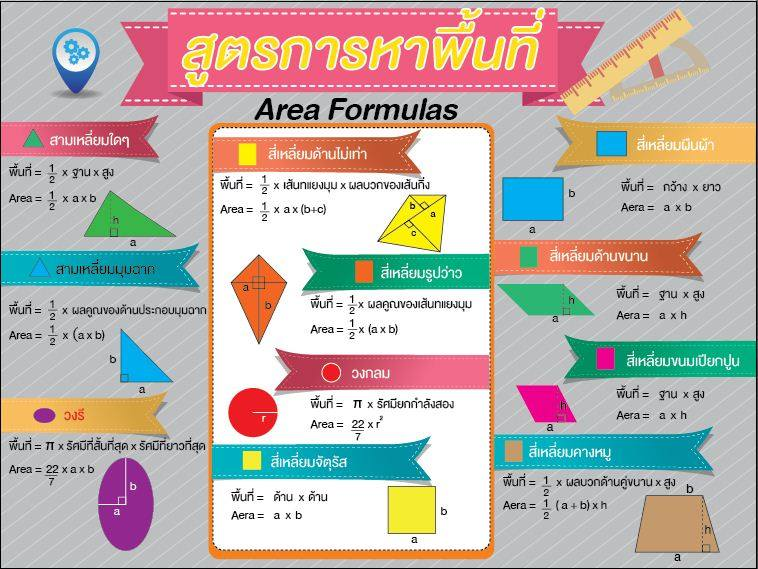 สูตรการหาพื้นที่
Area Formulas
สามเหลี่ยมใดๆ
พื้นที่ = 1/2 x ฐาน x สูง
Area = 1/2 x a x b
h
a
สามเหลี่ยมมุมฉาก
พื้นที่ = 1/2 x ผลคูณของด้านประกอบมุมฉาก
Area = 1/2 x (a x b)
b
a
วงรี
พื้นที่ = π x รัศมีที่สั้นที่สุด x รัศมีที่ยาวที่สุด
Area = 22/7 x a x b
b
a
สี่เหลี่ยมด้านไม่เท่า
พื้นที่ = 1/2 x เส้นทแยงมุม x ผลบวกของเส้นกิ่ง
Area = 1/2 x a x (b+c)
b
a
c
สี่เหลี่ยมรูปว่าว
พื้นที่ = 1/2 x ผลคูณของเส้นทแยงมุม
Area = 1/2 x (a x b)
a
b
วงกลม
พื้นที่ = π x รัศมียกกำลังสอง
Area = 22/7 x r²
r
สี่เหลี่ยมจัตุรัส
พื้นที่ = ด้าน x ด้าน
Aera = a x b
b
a
สี่เหลี่ยมผืนผ้า
พื้นที่ = กว้าง x ยาว
Aera = a x b
b
a
สี่เหลี่ยมด้านขนาน
พื้นที่ = ฐาน x สูง
Aera = a x h
h
a
สี่เหลี่ยมขนมเปียกปูน
พื้นที่ = ฐาน x สูง
Aera = a x h
h
a
สี่เหลี่ยมคางหมู
พื้นที่ = 1/2 x ผลบวกด้านคู่ขนาน x สูง
Aera = 1/2 (a + b) x h
b
h
a